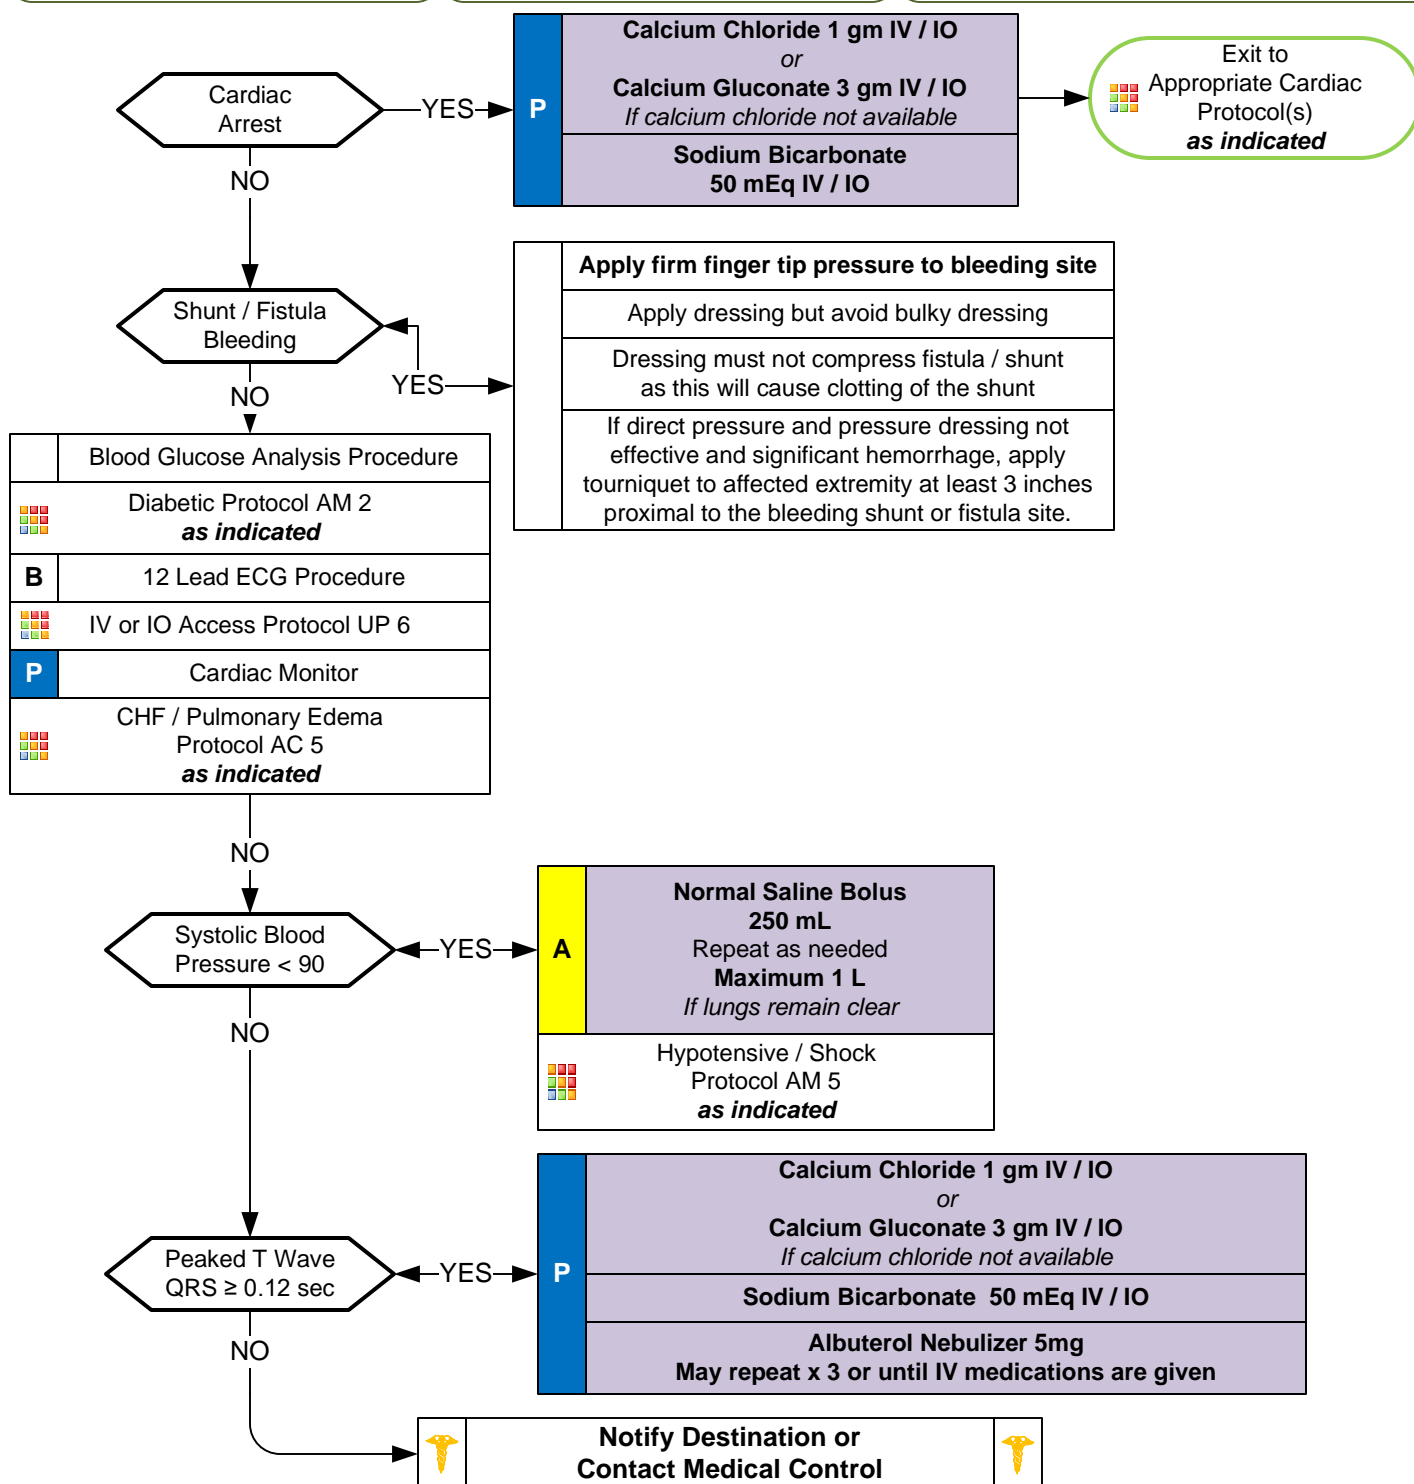 Cardiac
Arrest
YES
P
Calcium Chloride 1 gm IV / IO
or
Calcium Gluconate 3 gm IV / IO
If calcium chloride not available
Sodium Bicarbonate
50 mEq IV / IO
Exit to
Appropriate Cardiac
Protocol(s)
as indicated
NO
Shunt / Fistula
Bleeding
YES
Apply firm finger tip pressure to bleeding site
Apply dressing but avoid bulky dressing
Dressing must not compress fistula / shunt
as this will cause clotting of the shunt
If direct pressure and pressure dressing not
effective and significant hemorrhage, apply
tourniquet to affected extremity at least 3 inches
proximal to the bleeding shunt or fistula site.
NO
Blood Glucose Analysis Procedure
Diabetic Protocol AM 2
as indicated
B
12 Lead ECG Procedure
IV or IO Access Protocol UP 6
P
Cardiac Monitor
CHF / Pulmonary Edema
Protocol AC 5
as indicated
NO
Systolic Blood
Pressure < 90
YES
A
Normal Saline Bolus
250 mL
Repeat as needed
Maximum 1 L
If lungs remain clear
Hypotensive / Shock
Protocol AM 5
as indicated
NO
Peaked T Wave
QRS ≥ 0.12 sec
YES
P
Calcium Chloride 1 gm IV / IO
or
Calcium Gluconate 3 gm IV / IO
If calcium chloride not available
Sodium Bicarbonate  50 mEq IV / IO
Albuterol Nebulizer 5mg
May repeat x 3 or until IV medications are given
NO
Notify Destination or
Contact Medical Control